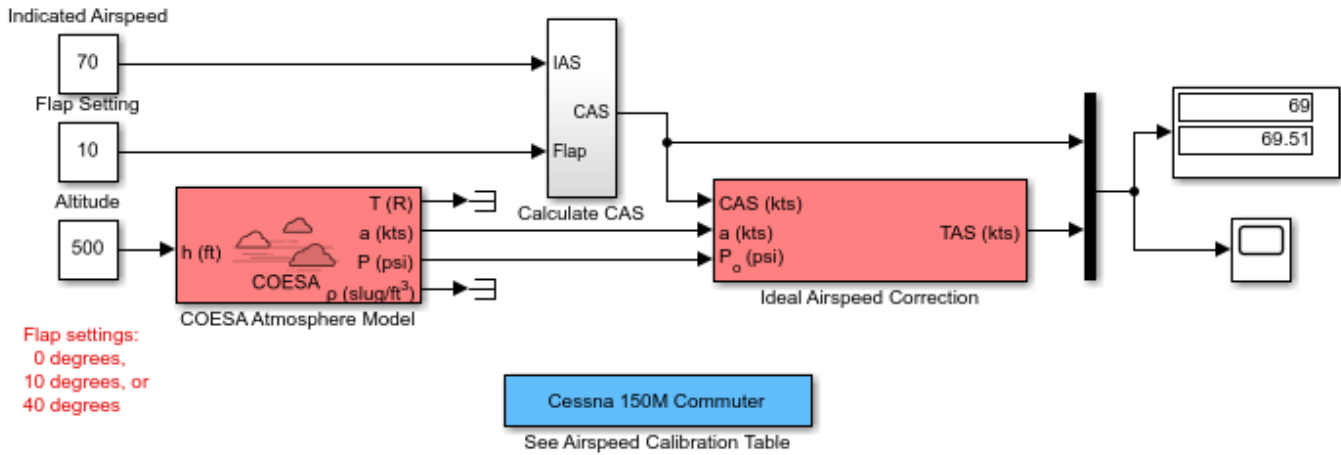 Indicated Airspeed
70
IAS
Flap Setting
CAS
69
69.51
10
Flap
Altitude
Calculate CAS
500
h (ft)
T (R)
a (kts)
P (psi)
ρ (slug/ft³)
COESA
COESA Atmosphere Model
CAS (kts)
a (kts)
Pₒ (psi)
TAS (kts)
Ideal Airspeed Correction
Flap settings:
0 degrees,
10 degrees, or
40 degrees
Cessna 150M Commuter
See Airspeed Calibration Table